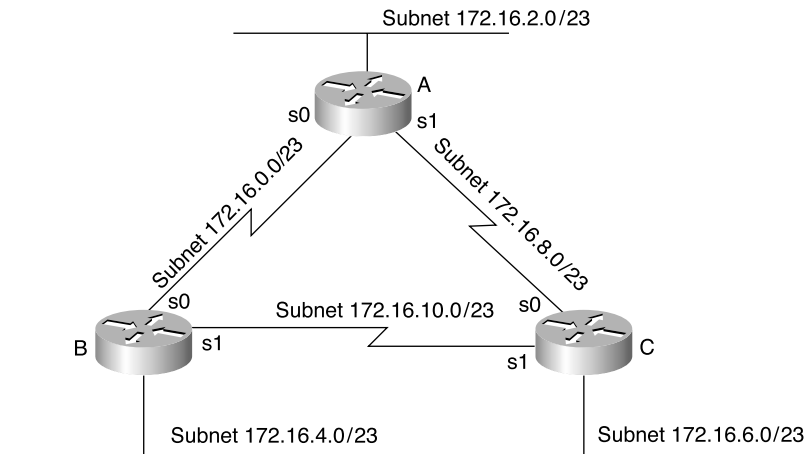 Subnet 172.16.2.0/23
A
s0
s1
Subnet 172.16.0.0/23
Subnet 172.16.8.0/23
s0
Subnet 172.16.10.0/23
s0
B
s1
s1
C
Subnet 172.16.4.0/23
Subnet 172.16.6.0/23